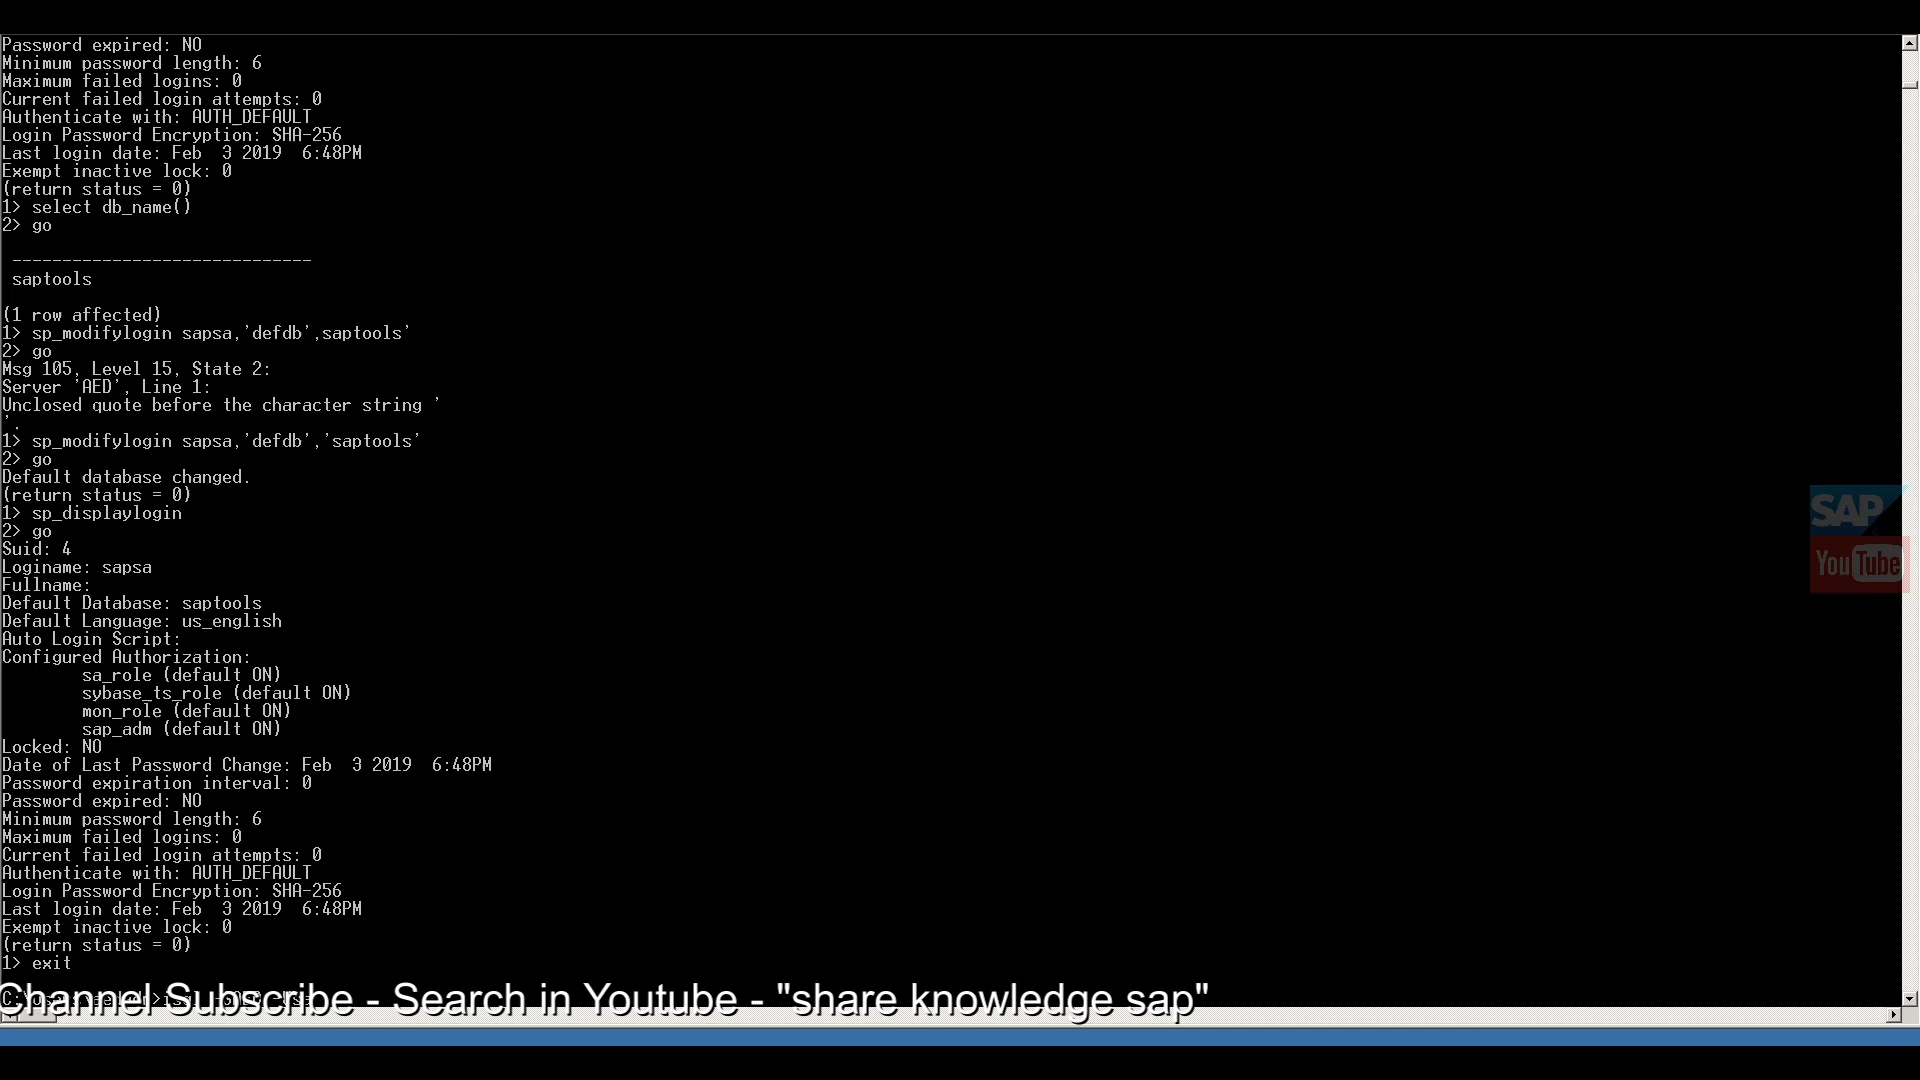 Password expired: NO
Minimum password length: 6
Maximum failed logins: 0
Current failed login attempts: 0
Authenticate with: AUTH_DEFAULT
Login Password Encryption: SHA-256
Last login date: Feb  3 2019  6:48PM
Exempt inactive lock: 0
(return status = 0)
1> select db_name()
2> go
------------------------------
saptools
(1 row affected)
1> sp_modifylogin sapsa,'defdb',saptools'
2> go
Msg 105, Level 15, State 2:
Server 'AED', Line 1:
Unclosed quote before the character string '
'.
1> sp_modifylogin sapsa,'defdb','saptools'
2> go
Default database changed.
(return status = 0)
1> sp_displaylogin
2> go
Suid: 4
Loginame: sapsa
Fullname:
Default Database: saptools
Default Language: us_english
Auto Login Script:
Configured Authorization:
sa_role (default ON)
sybase_ts_role (default ON)
mon_role (default ON)
sap_adm (default ON)
Locked: NO
Date of Last Password Change: Feb  3 2019  6:48PM
Password expiration interval: 0
Password expired: NO
Minimum password length: 6
Maximum failed logins: 0
Current failed login attempts: 0
Authenticate with: AUTH_DEFAULT
Login Password Encryption: SHA-256
Last login date: Feb  3 2019  6:48PM
Exempt inactive lock: 0
(return status = 0)
1> exit
Channel Subscribe - Search in Youtube - "share knowledge sap"
SAP
YouTube